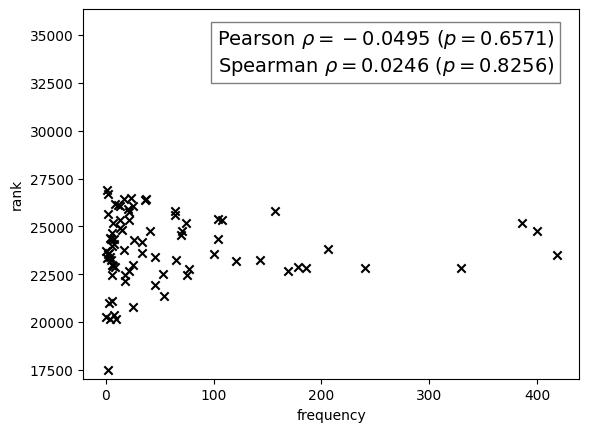 Pearson ρ = −0.0495 (p = 0.6571)
Spearman ρ = 0.0246 (p = 0.8256)
35000
32500
30000
27500
25000
22500
20000
17500
rank
0 100 200 300 400
frequency